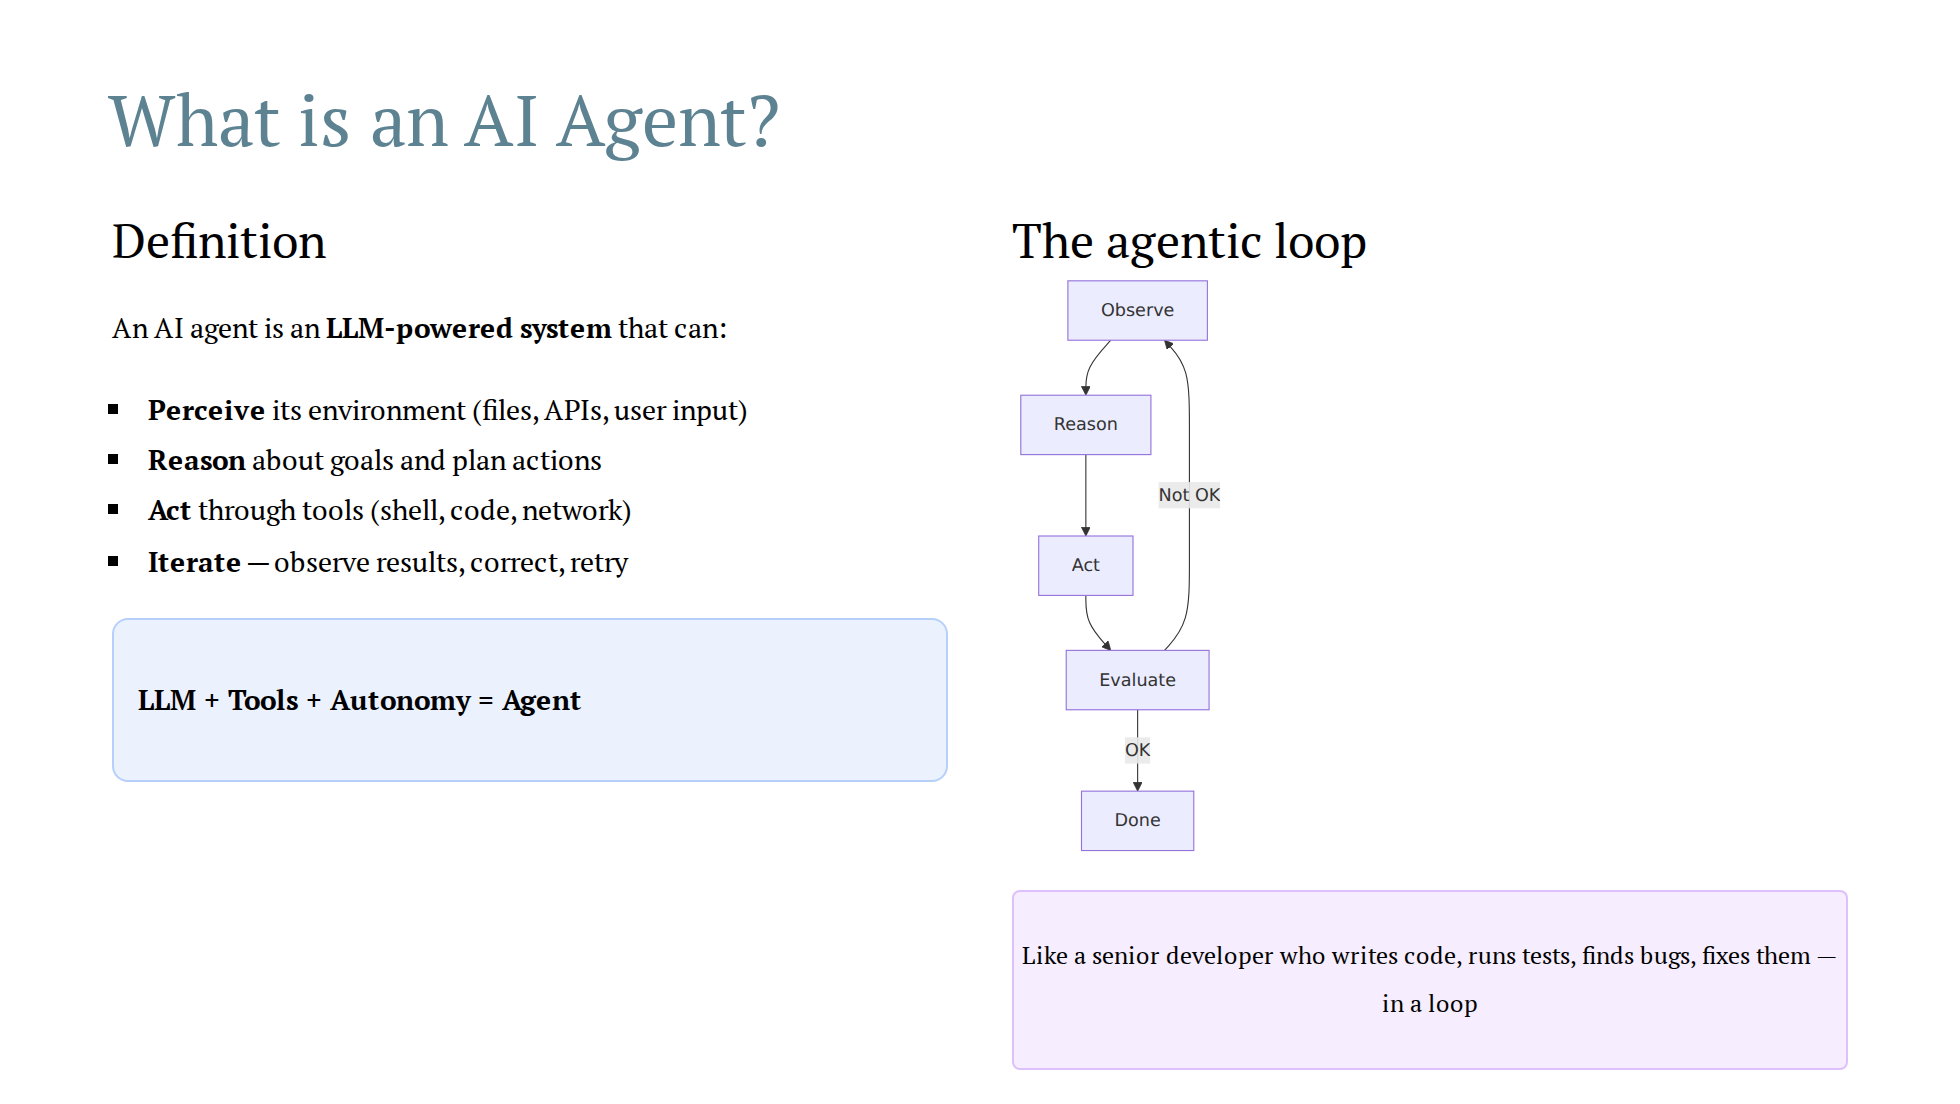 What is an AI Agent?
Definition
An AI agent is an LLM-powered system that can:
Perceive its environment (files, APIs, user input)
Reason about goals and plan actions
Act through tools (shell, code, network)
Iterate — observe results, correct, retry
LLM + Tools + Autonomy = Agent
The agentic loop
Observe
Reason
Not OK
Act
Evaluate
OK
Done
Like a senior developer who writes code, runs tests, finds bugs, fixes them —
in a loop